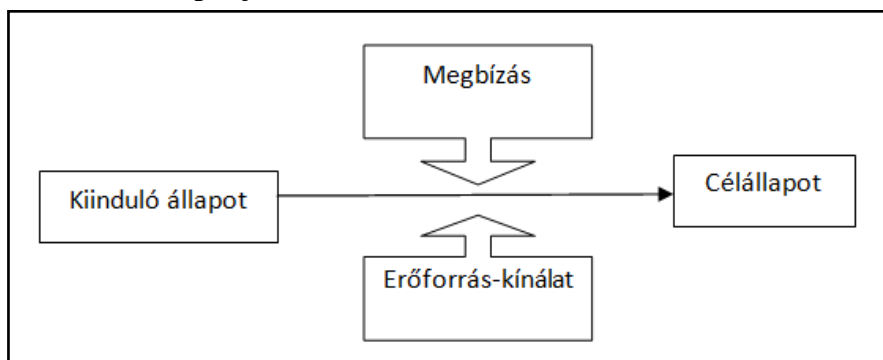 Megbízás
Kiinduló állapot
Célállapot
Erőforrás-kínálat